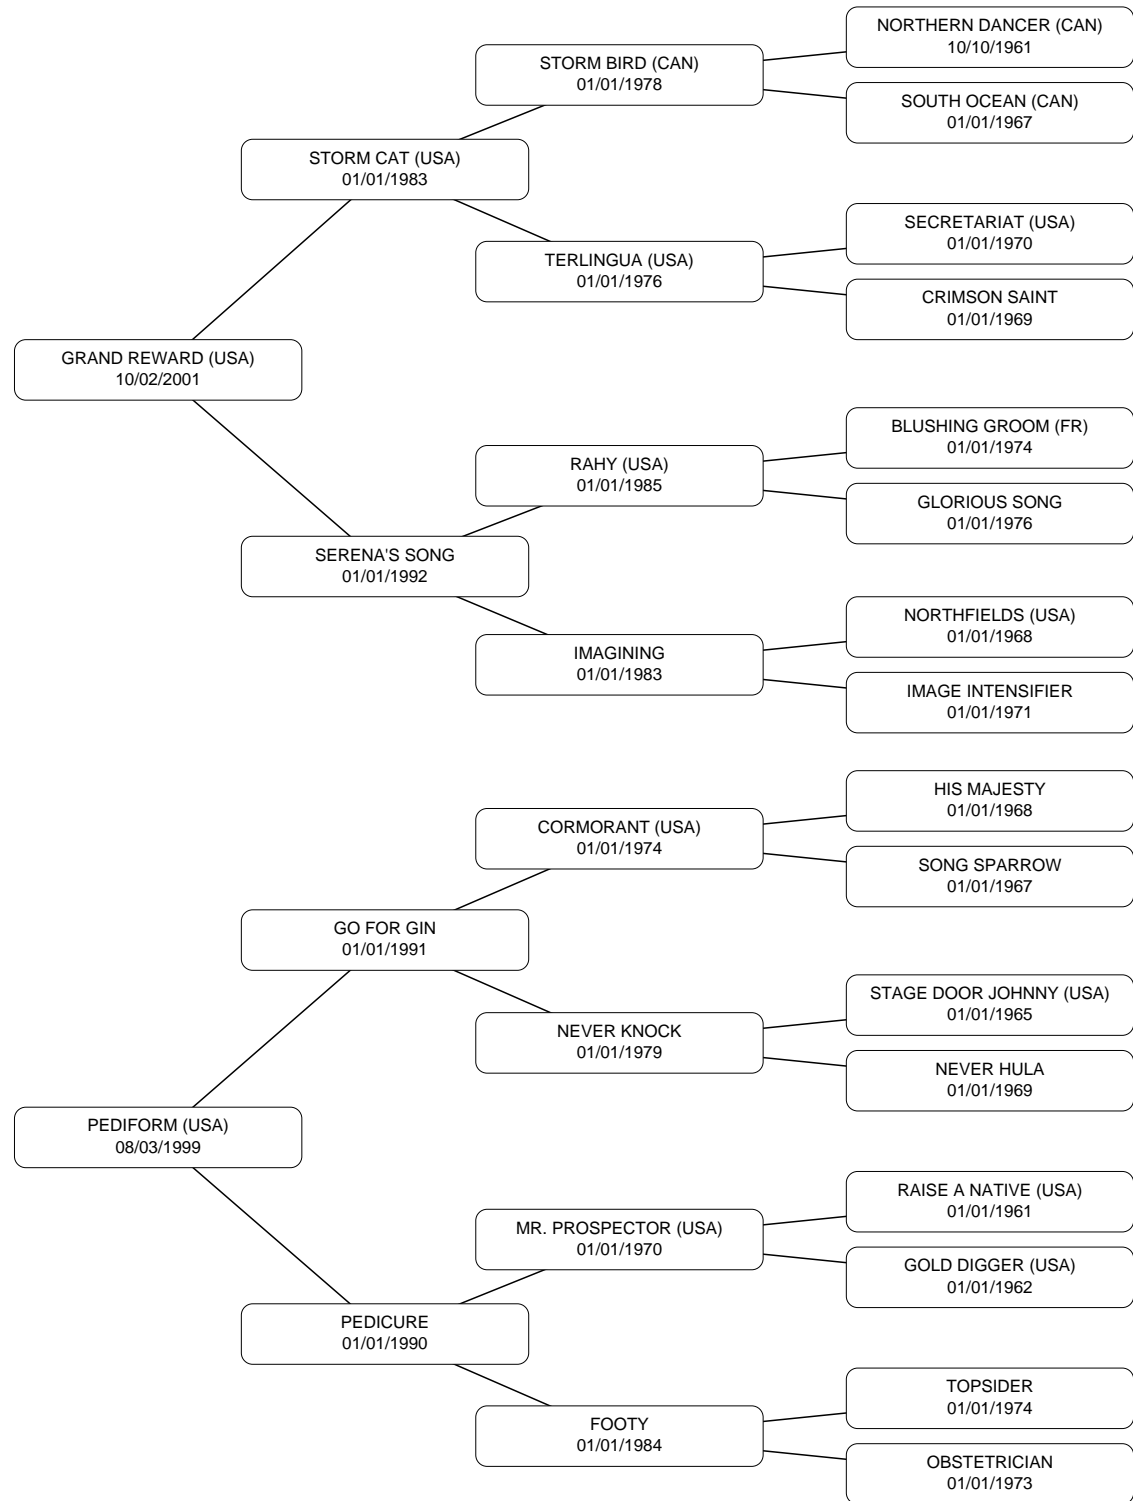 NORTHERN DANCER (CAN)
10/10/1961
STORM BIRD (CAN)
01/01/1978
SOUTH OCEAN (CAN)
01/01/1967
STORM CAT (USA)
01/01/1983
SECRETARIAT (USA)
01/01/1970
TERLINGUA (USA)
01/01/1976
CRIMSON SAINT
01/01/1969
GRAND REWARD (USA)
10/02/2001
BLUSHING GROOM (FR)
01/01/1974
RAHY (USA)
01/01/1985
GLORIOUS SONG
01/01/1976
SERENA'S SONG
01/01/1992
NORTHFIELDS (USA)
01/01/1968
IMAGINING
01/01/1983
IMAGE INTENSIFIER
01/01/1971
HIS MAJESTY
01/01/1968
CORMORANT (USA)
01/01/1974
SONG SPARROW
01/01/1967
GO FOR GIN
01/01/1991
STAGE DOOR JOHNNY (USA)
01/01/1965
NEVER KNOCK
01/01/1979
NEVER HULA
01/01/1969
PEDIFORM (USA)
08/03/1999
RAISE A NATIVE (USA)
01/01/1961
MR. PROSPECTOR (USA)
01/01/1970
GOLD DIGGER (USA)
01/01/1962
PEDICURE
01/01/1990
TOPSIDER
01/01/1974
FOOTY
01/01/1984
OBSTETRICIAN
01/01/1973